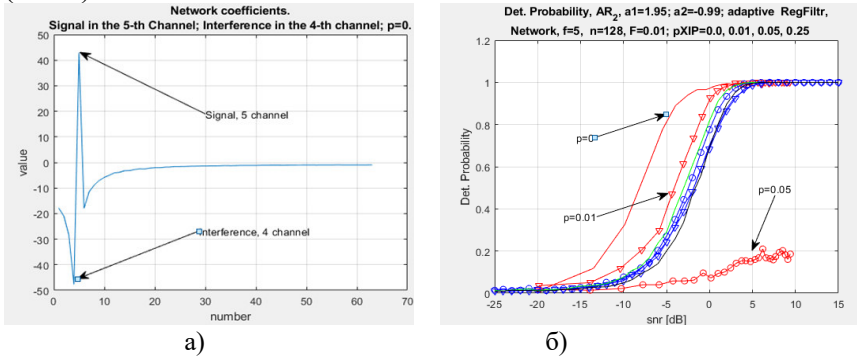 Network coefficients.
Signal in the 5-th Channel; Interference in the 4-th channel; p=0.
50
40
30
20
10
0
-10
-20
-30
-40
-50
value
Signal, 5 channel
Interference, 4 channel
0 10 20 30 40 50 60 70
number
a)
Det. Probability, AR2, a1=1.95; a2=-0.99; adaptive RegFiltr,
Network, f=5, n=128, F=0.01; pXIP=0.0, 0.01, 0.05, 0.25
1.2
1
0.8
0.6
0.4
0.2
0
Det. Probability
p=0
p=0.01
p=0.05
-25 -20 -15 -10 -5 0 5 10 15
snr [dB]
б)